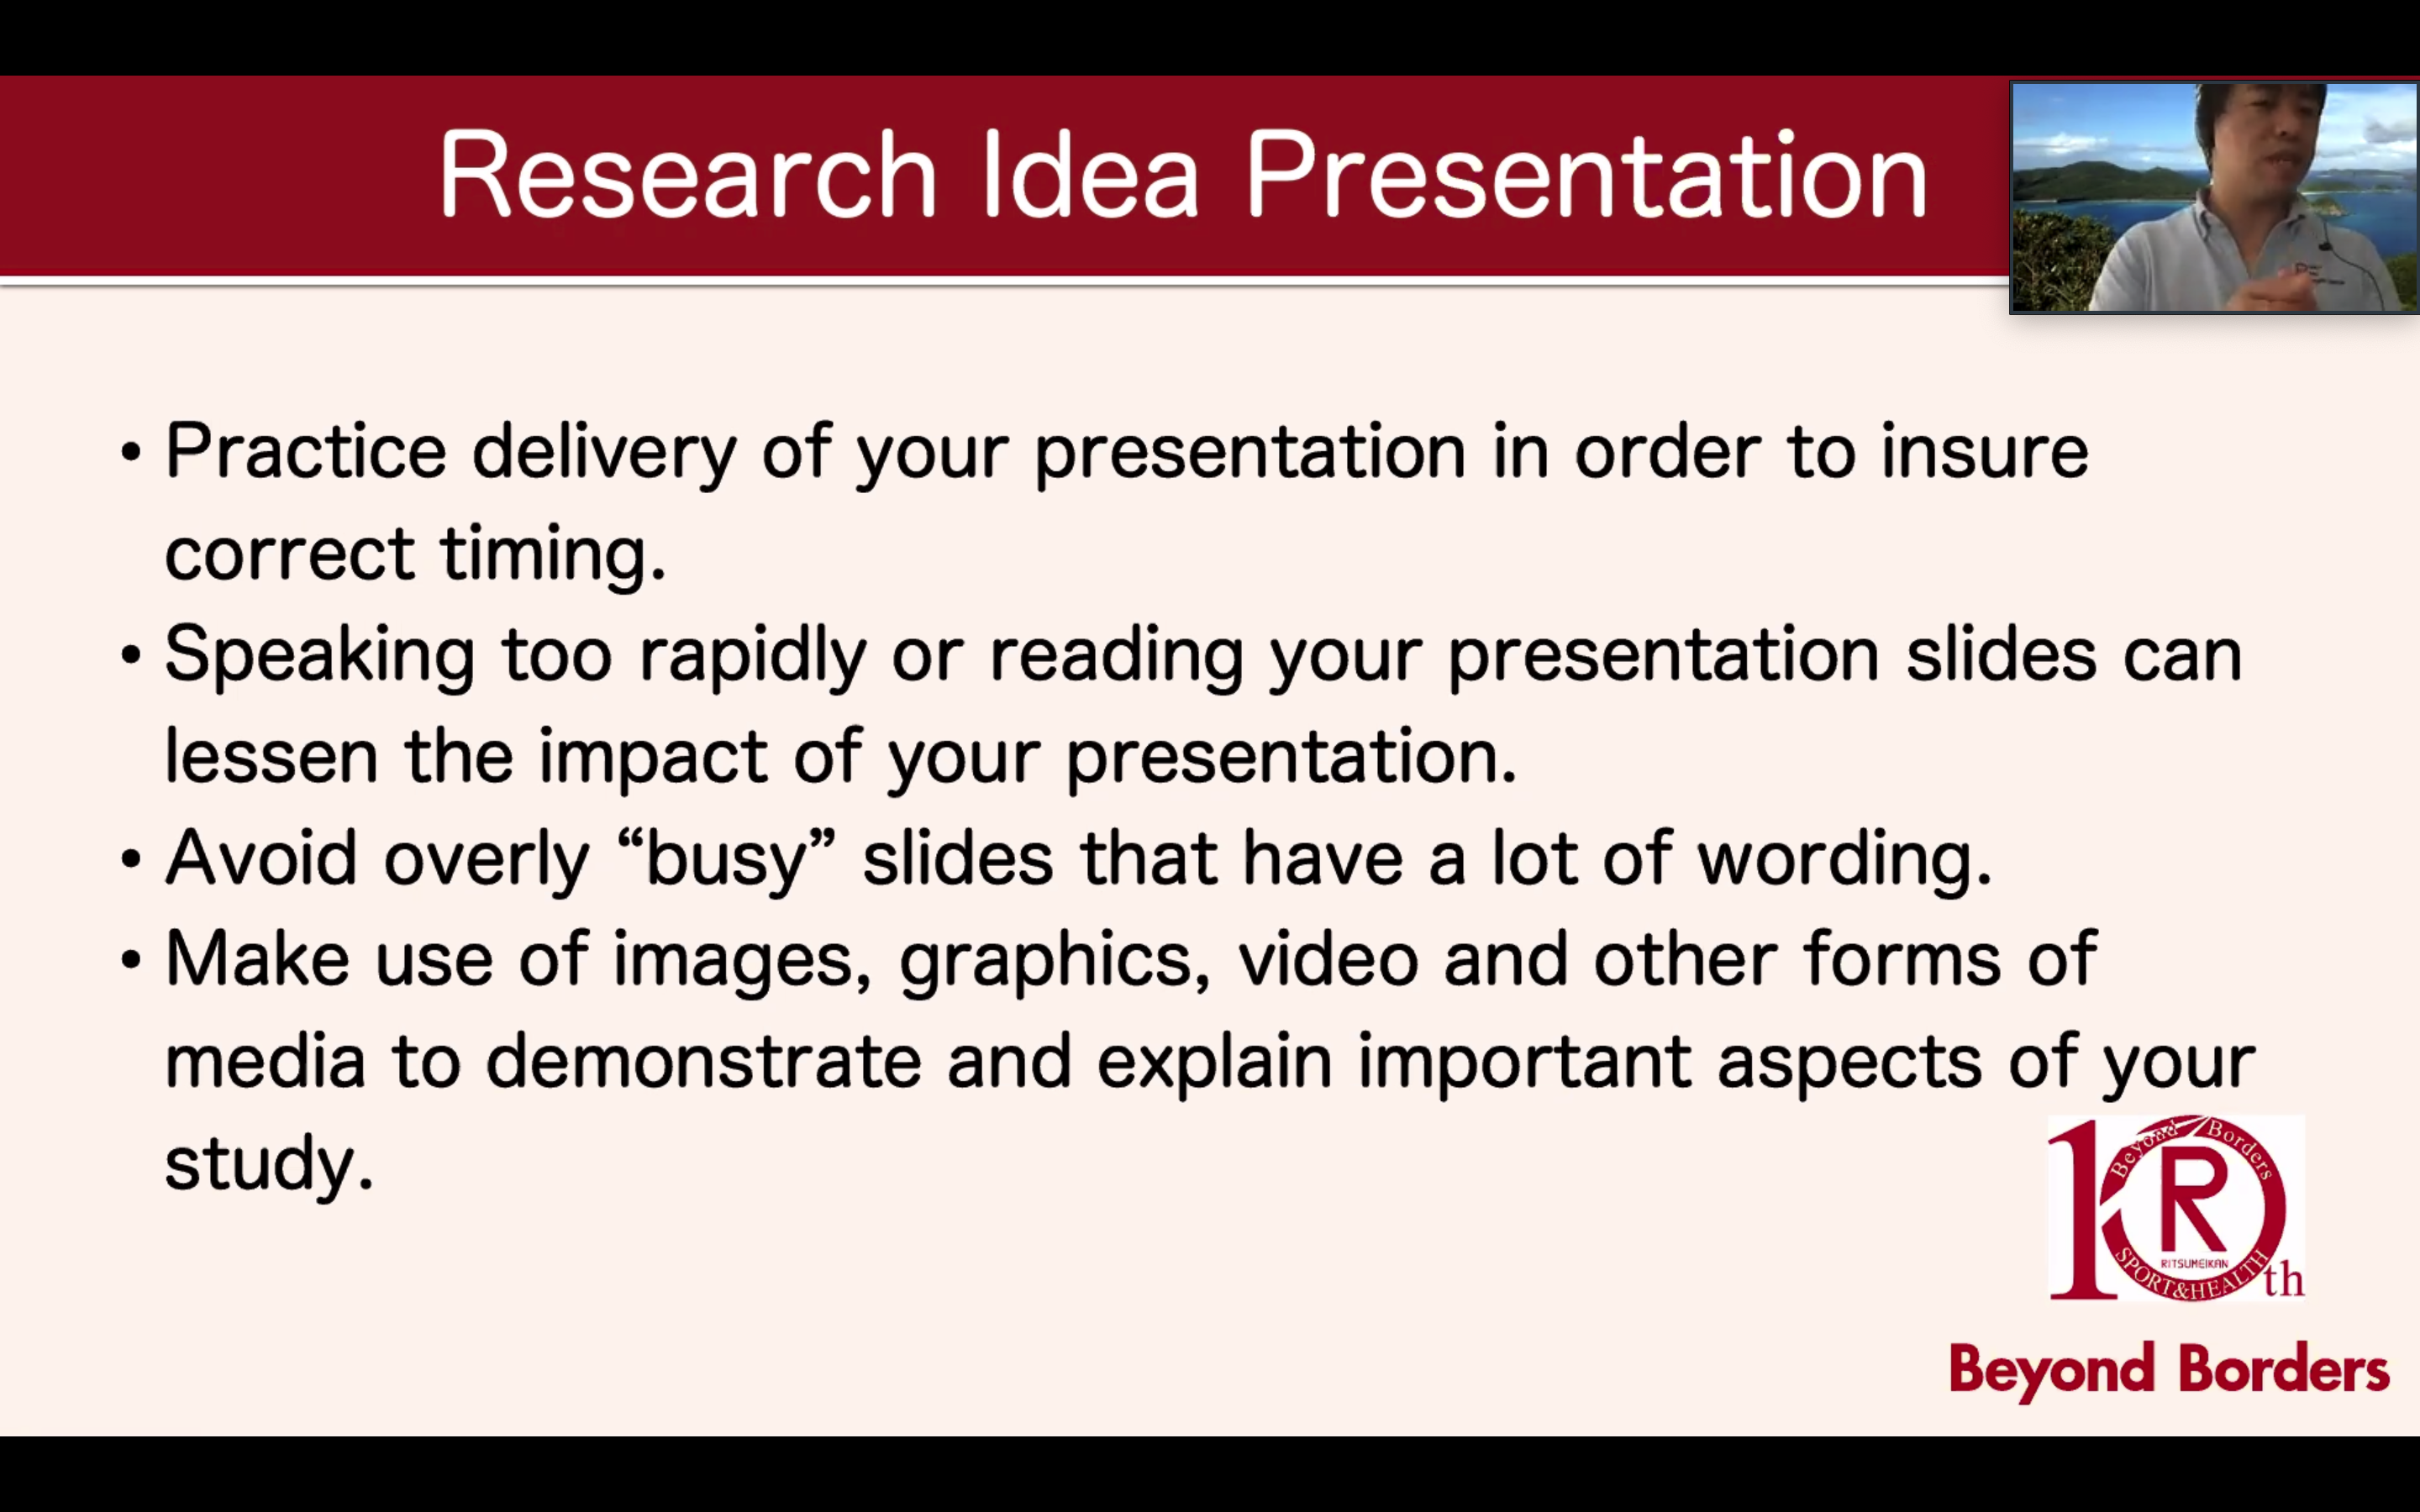 Research Idea Presentation
• Practice delivery of your presentation in order to insure
correct timing.
• Speaking too rapidly or reading your presentation slides can
lessen the impact of your presentation.
• Avoid overly “busy” slides that have a lot of wording.
• Make use of images, graphics, video and other forms of
media to demonstrate and explain important aspects of your
study.
10th
Beyond Borders
R
RITSUMEIKAN
SPORT&HEALTH
Beyond Borders